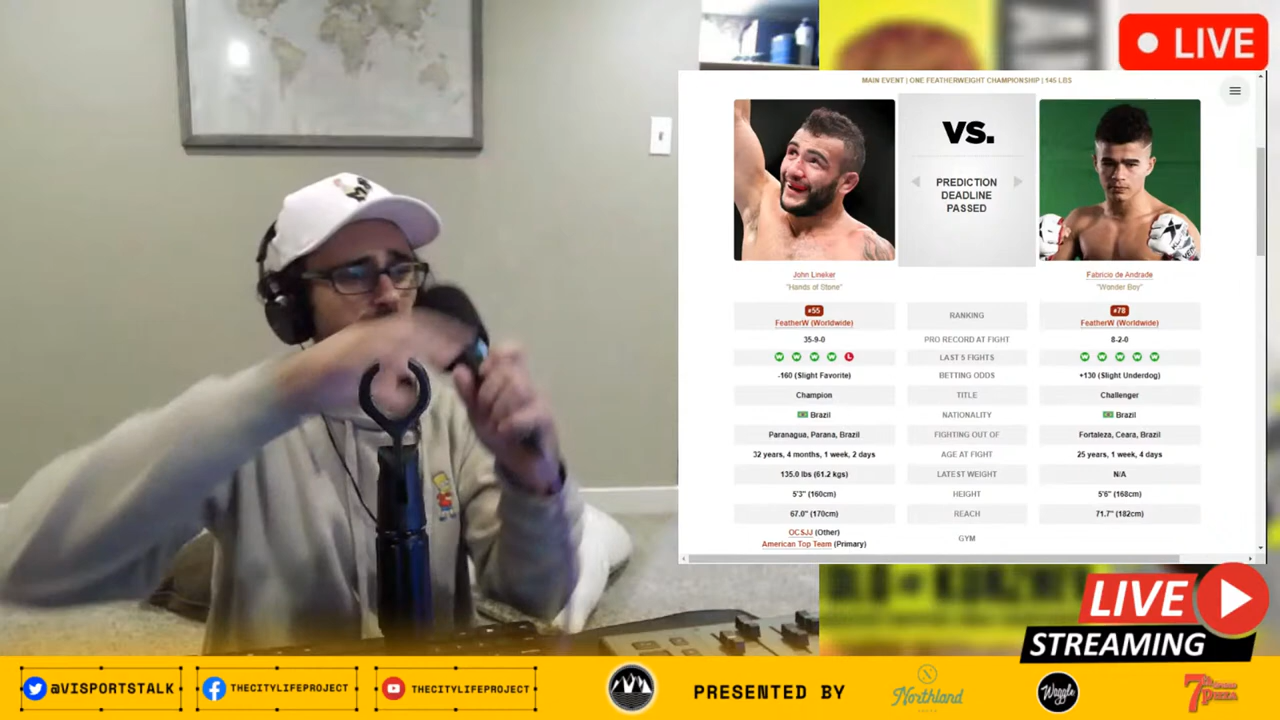 LIVE
MAIN EVENT | ONE FEATHERWEIGHT CHAMPIONSHIP | 145 LBS
VS.
PREDICTION
DEADLINE
PASSED
John Lineker
"Hands of Stone"
Fabricio de Andrade
"Wonder Boy"
#55
FeatherW (Worldwide)
RANKING
#78
FeatherW (Worldwide)
35-9-0
PRO RECORD AT FIGHT
8-2-0
W W W W L
LAST 5 FIGHTS
W W W W W
-160 (Slight Favorite)
BETTING ODDS
+130 (Slight Underdog)
Champion
TITLE
Challenger
Brazil
NATIONALITY
Brazil
Paranagua, Parana, Brazil
FIGHTING OUT OF
Fortaleza, Ceara, Brazil
32 years, 4 months, 1 week, 2 days
AGE AT FIGHT
25 years, 1 week, 4 days
135.0 lbs (61.2 kgs)
LATEST WEIGHT
N/A
5'3" (160cm)
HEIGHT
5'6" (168cm)
67.0" (170cm)
REACH
71.7" (182cm)
OCSJJ (Other)
American Top Team (Primary)
GYM
LIVE
STREAMING
@VISPORTSTALK
THECITYLIFEPROJECT
THECITYLIFEPROJECT
PRESENTED BY
Northland
Waggle